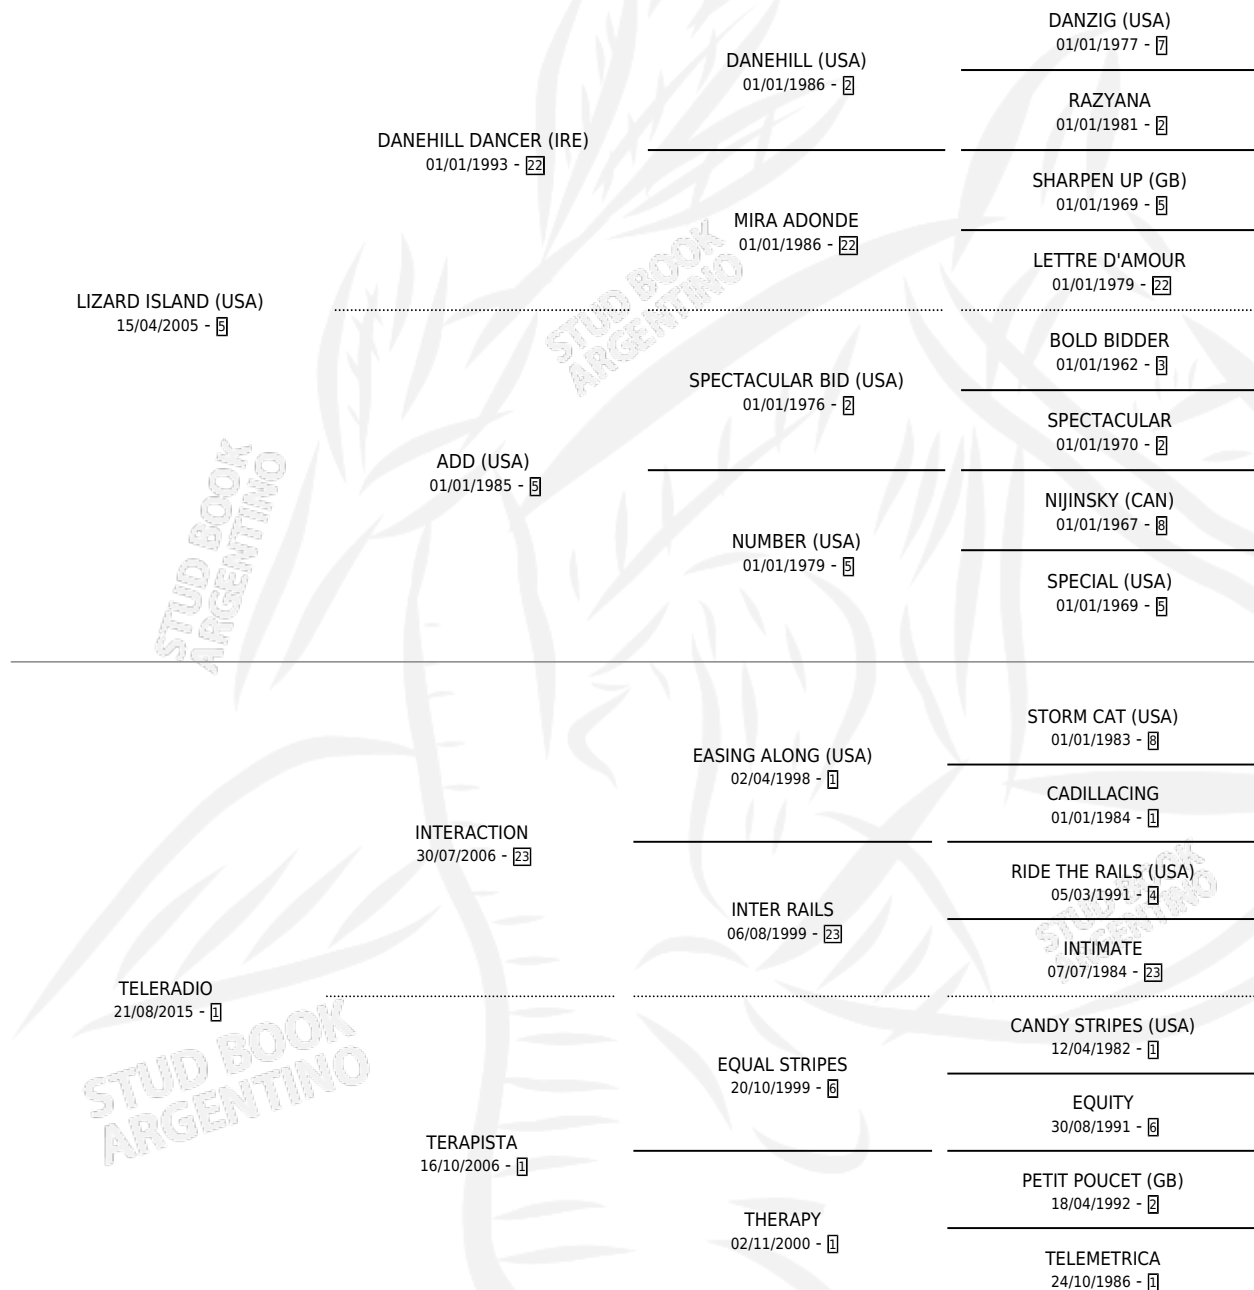 DANZIG (USA)
01/01/1977 - 7
DANEHILL (USA)
01/01/1986 - 2
RAZYANA
01/01/1981 - 2
DANEHILL DANCER (IRE)
01/01/1993 - 22
SHARPEN UP (GB)
01/01/1969 - 5
MIRA ADONDE
01/01/1986 - 22
LETTRE D'AMOUR
01/01/1979 - 22
LIZARD ISLAND (USA)
15/04/2005 - 5
BOLD BIDDER
01/01/1962 - 3
SPECTACULAR BID (USA)
01/01/1976 - 2
SPECTACULAR
01/01/1970 - 2
ADD (USA)
01/01/1985 - 5
NIJINSKY (CAN)
01/01/1967 - 8
NUMBER (USA)
01/01/1979 - 5
SPECIAL (USA)
01/01/1969 - 5
STORM CAT (USA)
01/01/1983 - 8
EASING ALONG (USA)
02/04/1998 - 1
CADILLACING
01/01/1984 - 1
INTERACTION
30/07/2006 - 23
RIDE THE RAILS (USA)
05/03/1991 - 4
INTER RAILS
06/08/1999 - 23
INTIMATE
07/07/1984 - 23
TELERADIO
21/08/2015 - 1
CANDY STRIPES (USA)
12/04/1982 - 1
EQUAL STRIPES
20/10/1999 - 6
EQUITY
30/08/1991 - 6
TERAPISTA
16/10/2006 - 1
PETIT POUCET (GB)
18/04/1992 - 2
THERAPY
02/11/2000 - 1
TELEMETRICA
24/10/1986 - 1
STUD BOOK
ARGENTINO
STUD BOOK
ARGENTINO
STUD BOOK
ARGENTINO
STUD BOOK
ARGENTINO